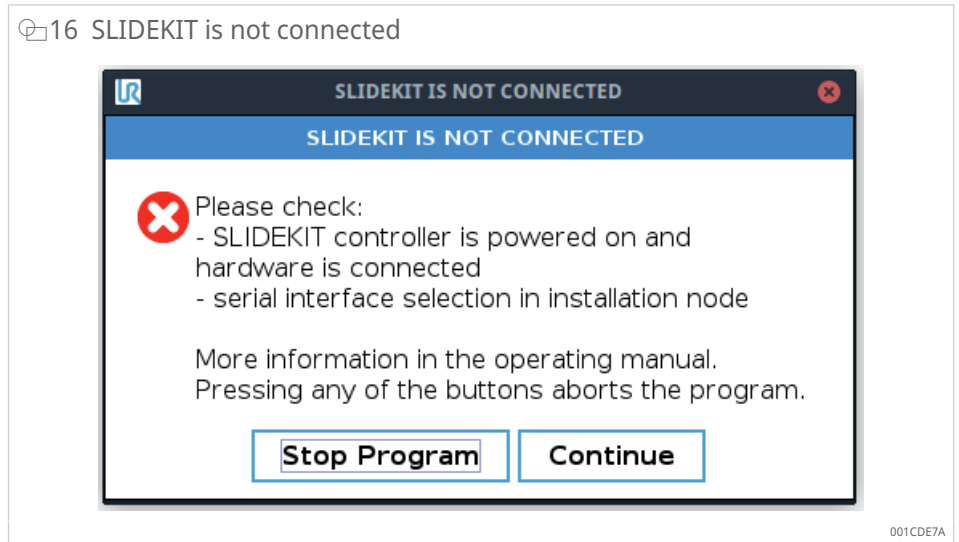 16 SLIDEKIT is not connected
UR
SLIDEKIT IS NOT CONNECTED
SLIDEKIT IS NOT CONNECTED
Please check:
- SLIDEKIT controller is powered on and
hardware is connected
- serial interface selection in installation node
More information in the operating manual.
Pressing any of the buttons aborts the program.
Stop Program Continue
001CDE7A